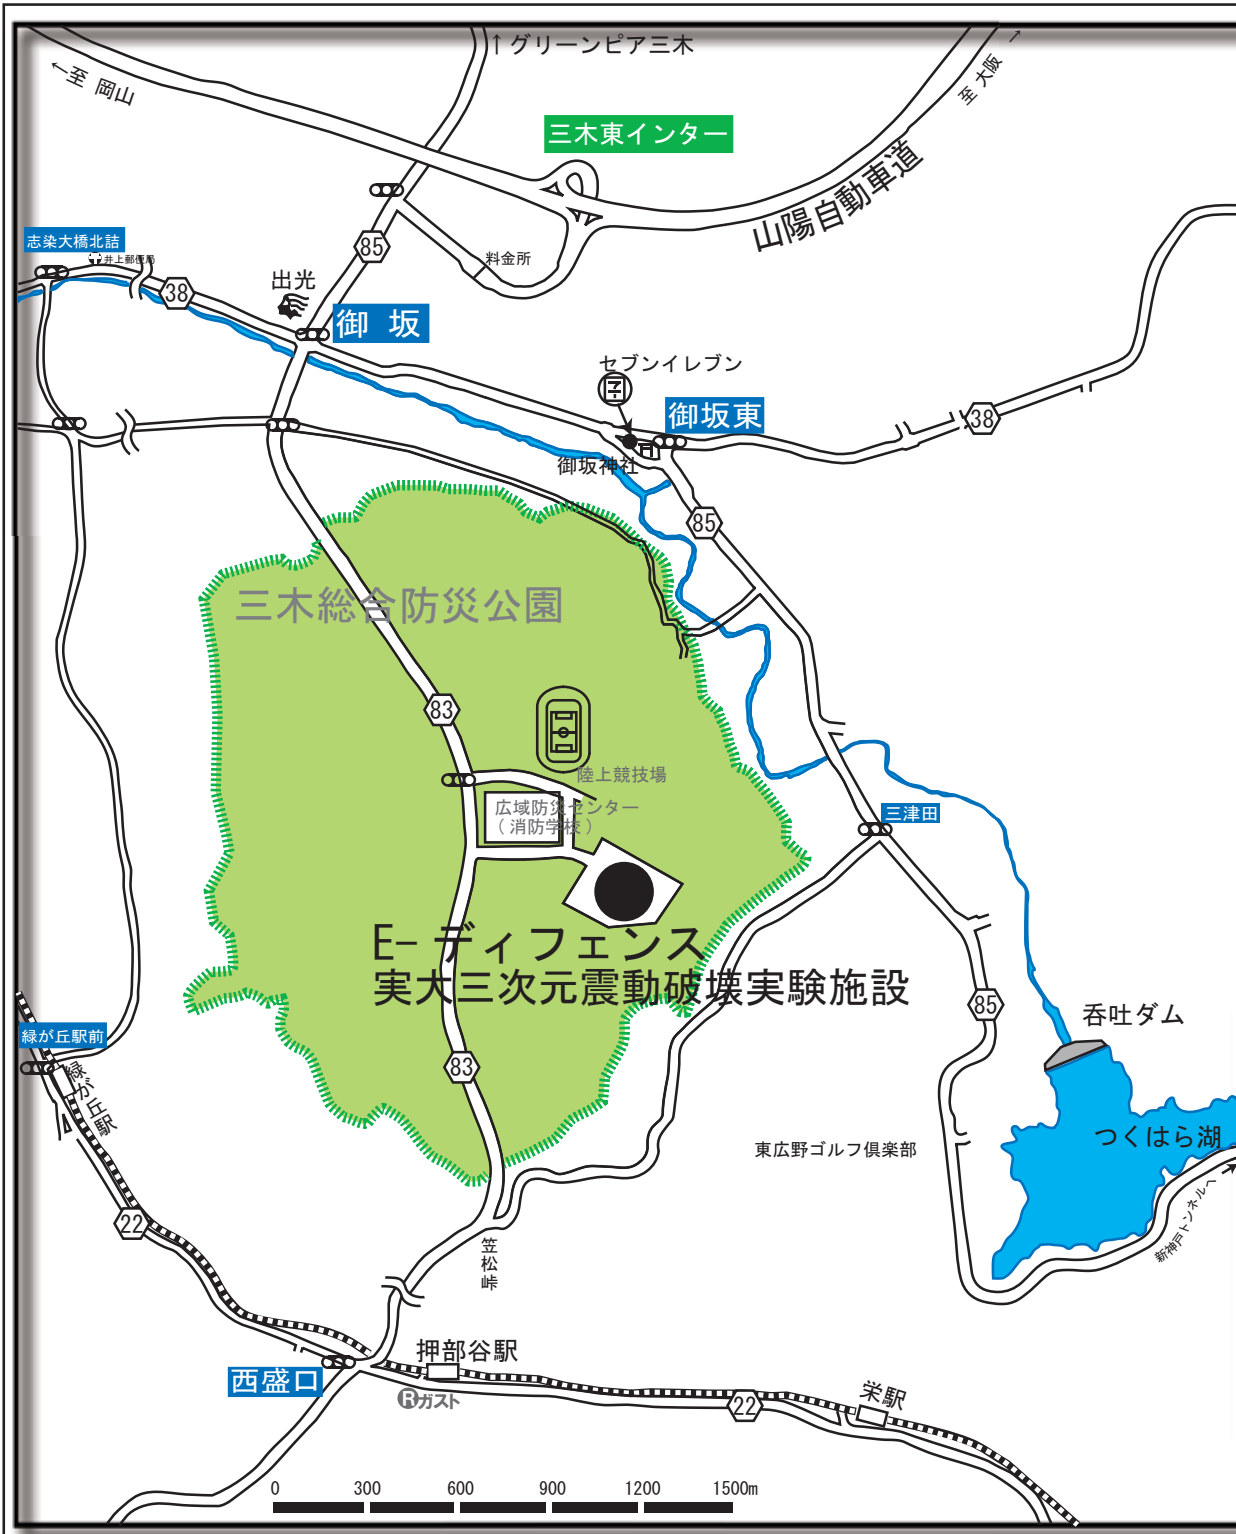 ↑グリーンピア三木
←至 岡山
至 大阪 →
三木東インター
山陽自動車道
志染大橋北詰
井上郵便局
85
料金所
38
出光
御 坂
セブンイレブン
御坂東
38
御坂神社
85
三木総合防災公園
83
陸上競技場
広域防災センター
(消防学校)
三津田
E-ディフェンス
実大三次元震動破壊実験施設
85
呑吐ダム
緑が丘駅前
緑が丘駅
83
つくはら湖
東広野ゴルフ倶楽部
新神戸トンネルへ →
22
笠松峠
押部谷駅
西盛口
Rガスト
22
栄駅
0 300 600 900 1200 1500m